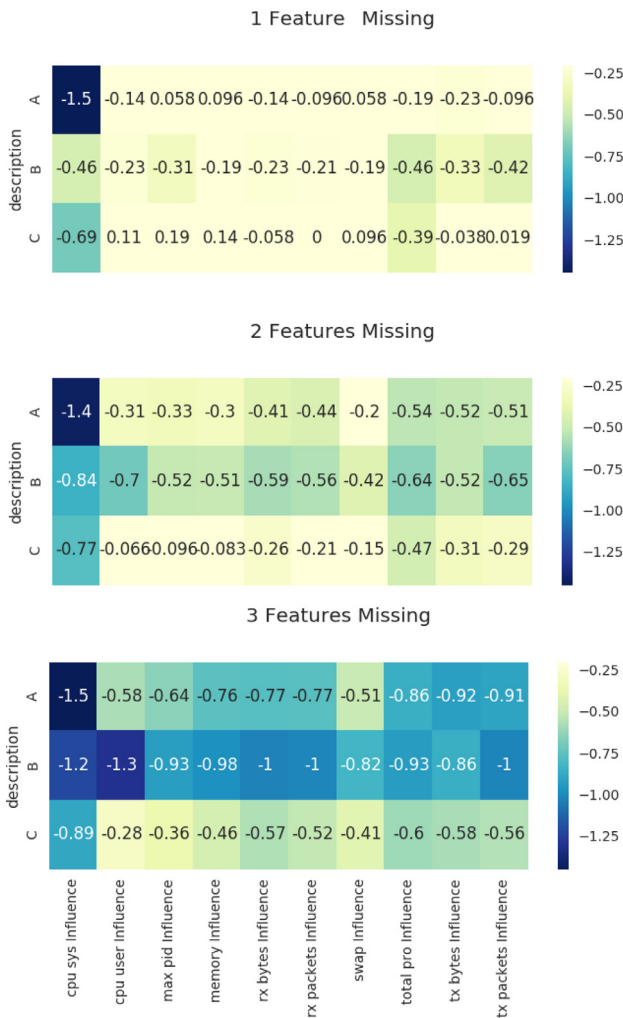 1 Feature Missing
A -1.5 -0.14 0.058 0.096 -0.14 -0.096 0.058 -0.19 -0.23 -0.096
B -0.46 -0.23 -0.31 -0.19 -0.23 -0.21 -0.19 -0.46 -0.33 -0.42
C -0.69 0.11 0.19 0.14 -0.058 0 0.096 -0.39 -0.038 0.019
description
-0.25
-0.50
-0.75
-1.00
-1.25
2 Features Missing
A -1.4 -0.31 -0.33 -0.3 -0.41 -0.44 -0.2 -0.54 -0.52 -0.51
B -0.84 -0.7 -0.52 -0.51 -0.59 -0.56 -0.42 -0.64 -0.52 -0.65
C -0.77 -0.066 -0.096 -0.083 -0.26 -0.21 -0.15 -0.47 -0.31 -0.29
description
-0.25
-0.50
-0.75
-1.00
-1.25
3 Features Missing
A -1.5 -0.58 -0.64 -0.76 -0.77 -0.77 -0.51 -0.86 -0.92 -0.91
B -1.2 -1.3 -0.93 -0.98 -1 -1 -0.82 -0.93 -0.86 -1
C -0.89 -0.28 -0.36 -0.46 -0.57 -0.52 -0.41 -0.6 -0.58 -0.56
description
-0.25
-0.50
-0.75
-1.00
-1.25
cpu sys Influence
cpu user Influence
max pid Influence
memory Influence
rx bytes Influence
rx packets Influence
swap Influence
total pro Influence
tx bytes Influence
tx packets Influence